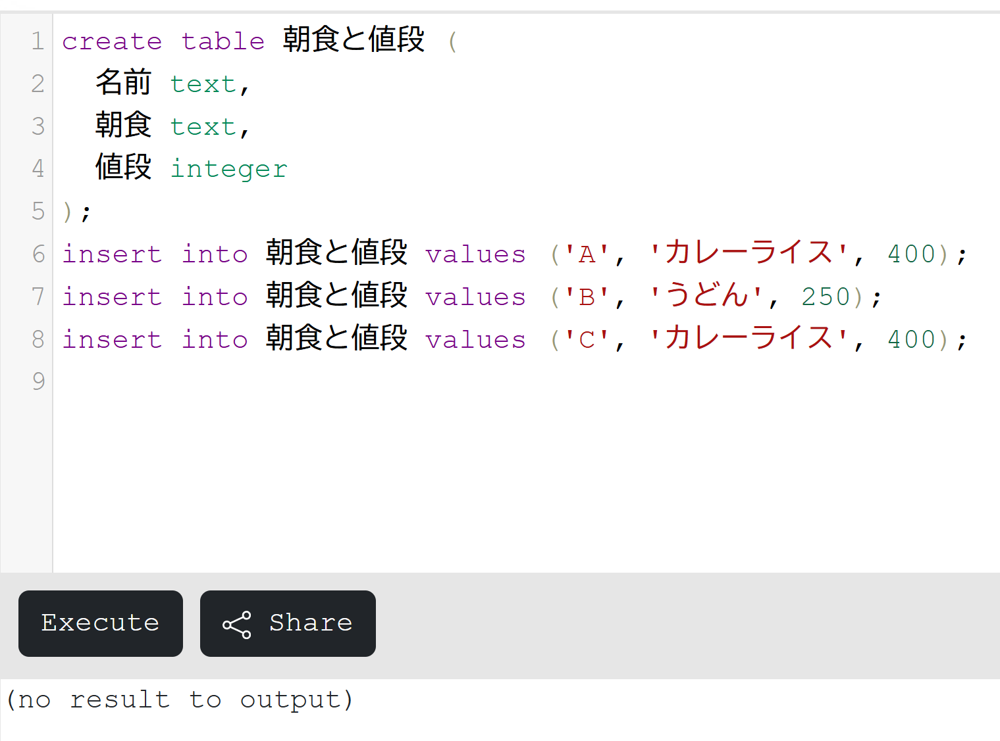 1 create table 朝食と値段 (
2   名前 text,
3   朝食 text,
4   値段 integer
5 );
6 insert into 朝食と値段 values ('A', 'カレーライス', 400);
7 insert into 朝食と値段 values ('B', 'うどん', 250);
8 insert into 朝食と値段 values ('C', 'カレーライス', 400);
9
Execute Share
(no result to output)